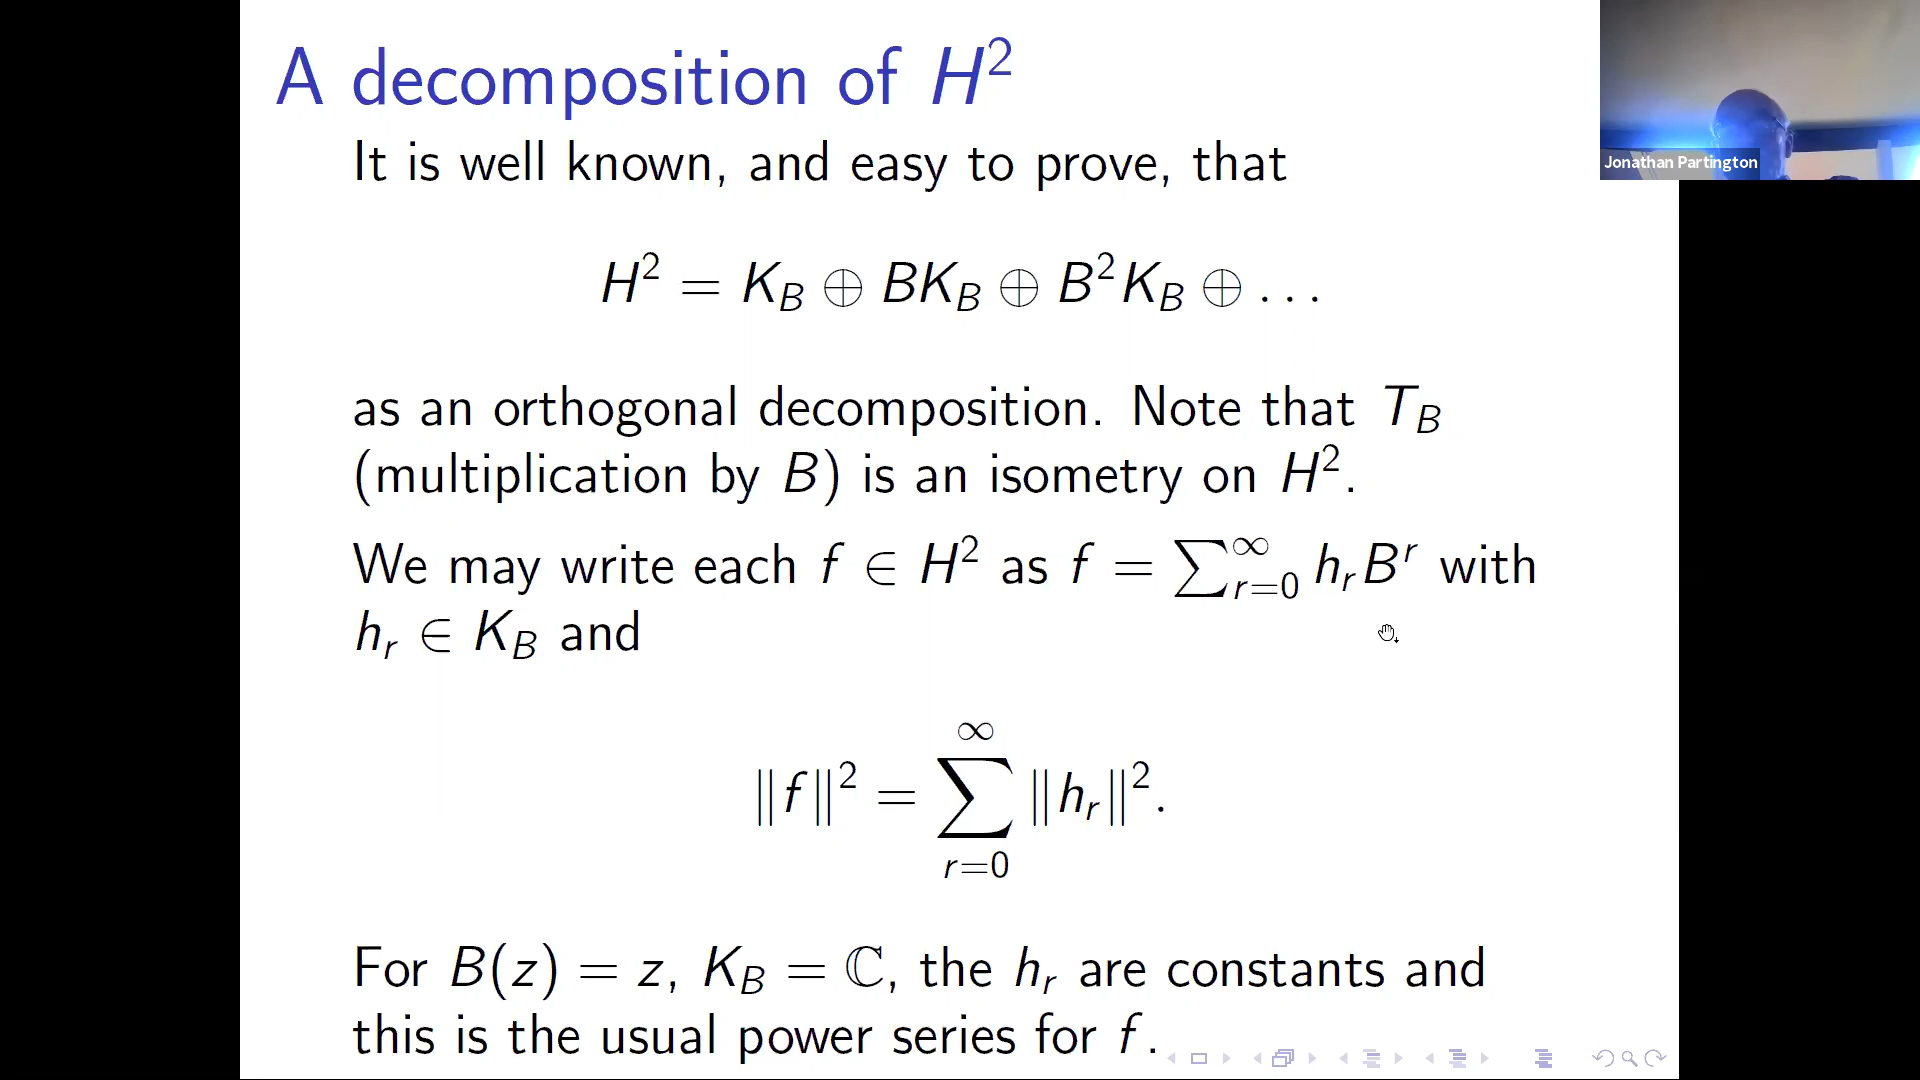 A decomposition of H²
Jonathan Partington
It is well known, and easy to prove, that
H² = K_B ⊕ BK_B ⊕ B²K_B ⊕ . . .
as an orthogonal decomposition. Note that T_B
(multiplication by B) is an isometry on H².
We may write each f ∈ H² as f = ∑_{r=0}^{∞} h_r B^r with
h_r ∈ K_B and
‖f‖² = ∑_{r=0}^{∞} ‖h_r‖².
For B(z) = z, K_B = ℂ, the h_r are constants and
this is the usual power series for f.